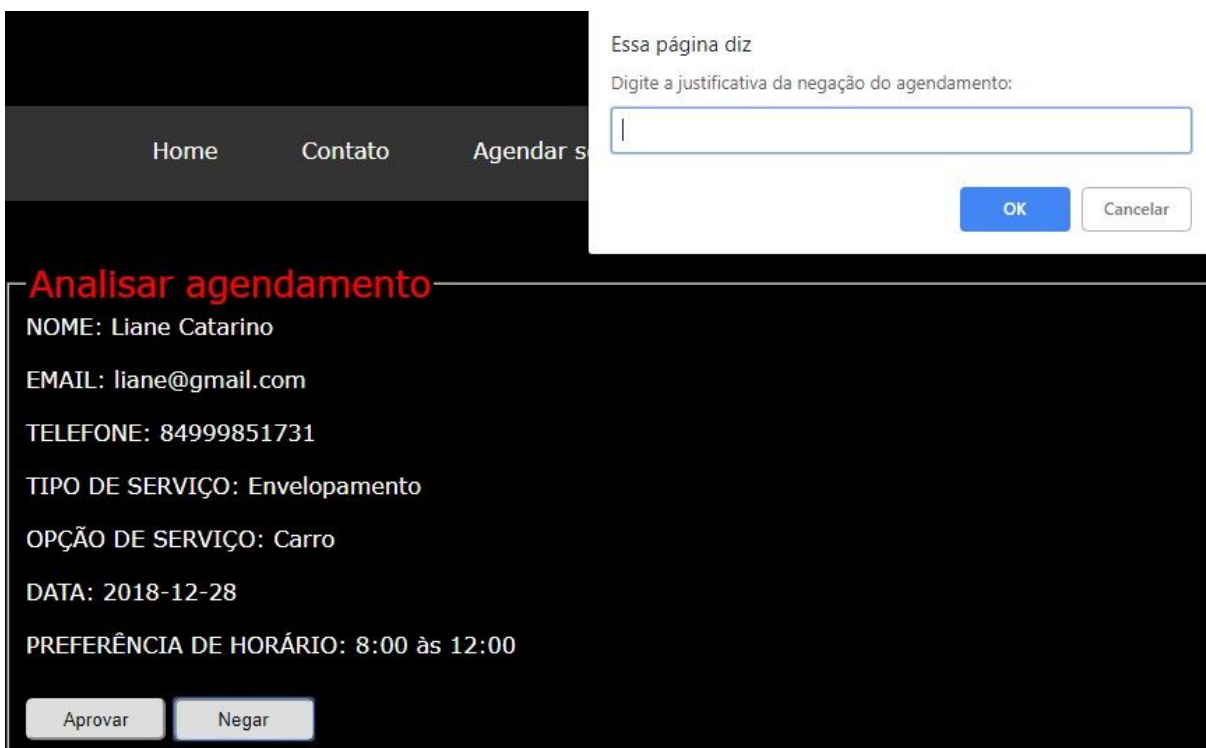 Essa página diz
Digite a justificativa da negação do agendamento:
OK Cancelar
Home Contato Agendar s
Analisar agendamento
NOME: Liane Catarino
EMAIL: liane@gmail.com
TELEFONE: 84999851731
TIPO DE SERVIÇO: Envelopamento
OPÇÃO DE SERVIÇO: Carro
DATA: 2018-12-28
PREFERÊNCIA DE HORÁRIO: 8:00 às 12:00
Aprovar Negar